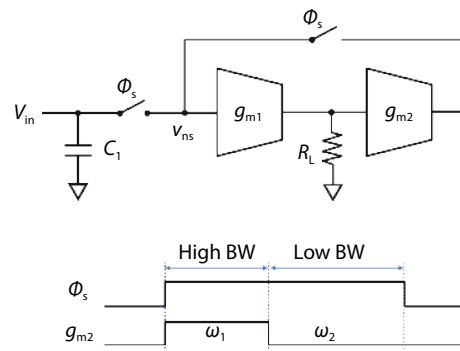 Φs
Φs
Vin
gm1
gm2
vns
C1
RL
High BW Low BW
Φs
gm2 ω1 ω2